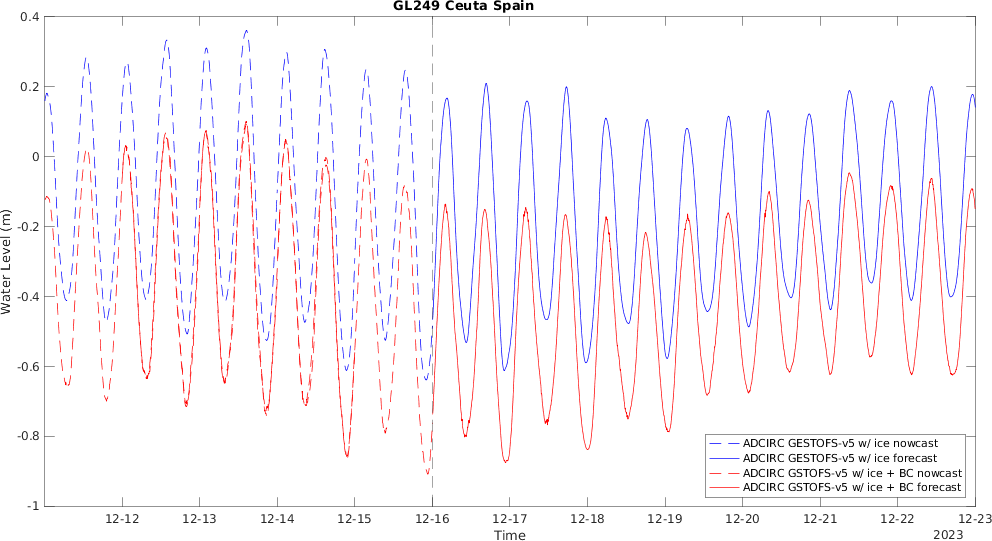 GL249 Ceuta Spain
0.4
0.2
0
-0.2
-0.4
-0.6
-0.8
-1
Water Level (m)
ADCIRC GESTOFS-v5 w/ ice nowcast
ADCIRC GESTOFS-v5 w/ ice forecast
ADCIRC GSTOFS-v5 w/ ice + BC nowcast
ADCIRC GSTOFS-v5 w/ ice + BC forecast
12-12 12-13 12-14 12-15 12-16 12-17 12-18 12-19 12-20 12-21 12-22 12-23
Time
2023